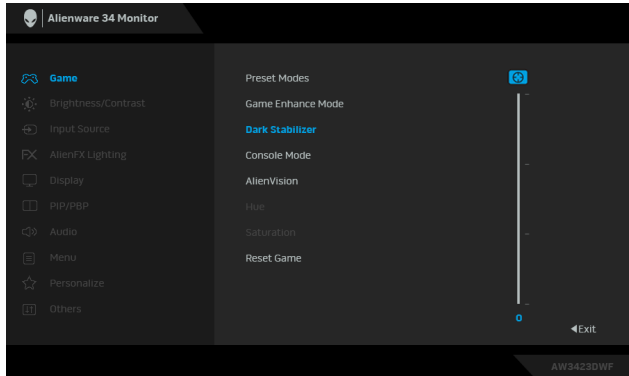 Alienware 34 Monitor
Game
Brightness/Contrast
Input Source
FX AlienFX Lighting
Display
PIP/PBP
Audio
Menu
Personalize
Others
Preset Modes
Game Enhance Mode
Dark Stabilizer
Console Mode
AlienVision
Hue
Saturation
Reset Game
0
Exit
AW3423DWF